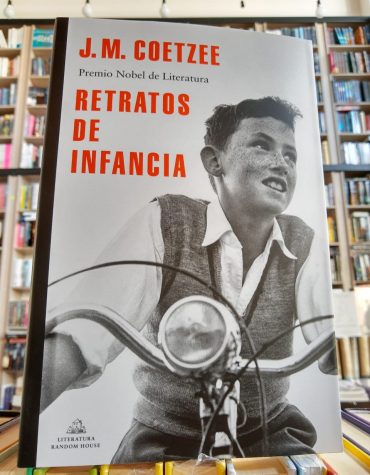 J. M. COETZEE
Premio Nobel de Literatura
RETRATOS
DE
INFANCIA
LITERATURA
RANDOM HOUSE